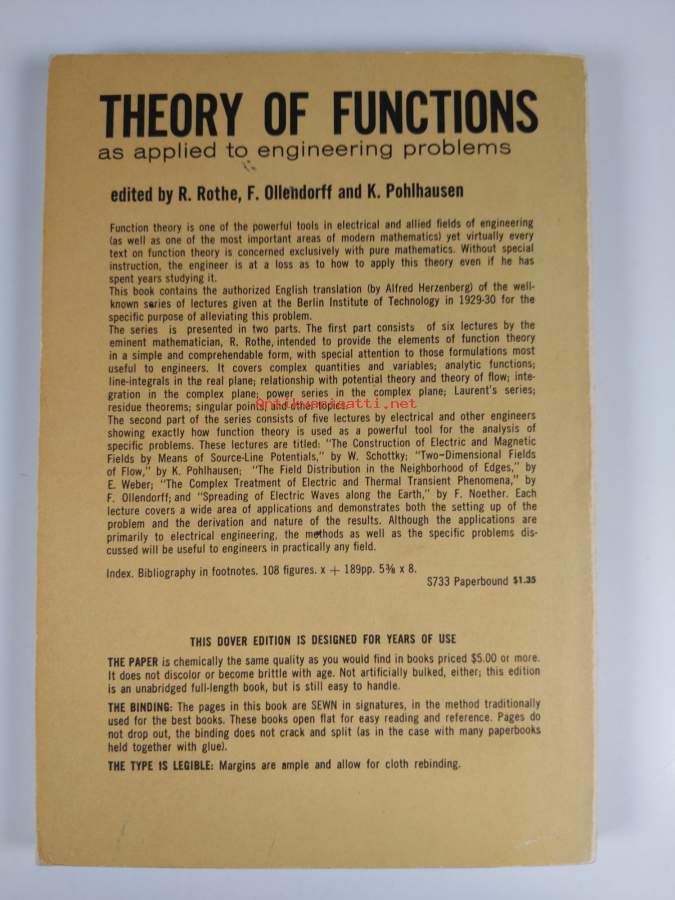 THEORY OF FUNCTIONS
as applied to engineering problems
edited by R. Rothe, F. Ollendorff and K. Pohlhausen
Function theory is one of the powerful tools in electrical and allied fields of engineering
(as well as one of the most important areas of modern mathematics) yet virtually every
text on function theory is concerned exclusively with pure mathematics. Without special
instruction, the engineer is at a loss as to how to apply this theory even if he has
spent years studying it.
This book contains the authorized English translation (by Alfred Herzenberg) of the well-
known series of lectures given at the Berlin Institute of Technology in 1929-30 for the
specific purpose of alleviating this problem.
The series is presented in two parts. The first part consists of six lectures by the
eminent mathematician, R. Rothe, intended to provide the elements of function theory
in a simple and comprehendable form, with special attention to those formulations most
useful to engineers. It covers complex quantities and variables; analytic functions;
line-integrals in the real plane; relationship with potential theory and theory of flow; inte-
gration in the complex plane; power series in the complex plane; Laurent's series;
residue theorems; singular points; and other topics.
Antikvariaatti.net
The second part of the series consists of five lectures by electrical and other engineers
showing exactly how function theory is used as a powerful tool for the analysis of
specific problems. These lectures are titled: "The Construction of Electric and Magnetic
Fields by Means of Source-Line Potentials," by W. Schottky; "Two-Dimensional Fields
of Flow," by K. Pohlhausen; "The Field Distribution in the Neighborhood of Edges," by
E. Weber; "The Complex Treatment of Electric and Thermal Transient Phenomena," by
F. Ollendorff; and "Spreading of Electric Waves along the Earth," by F. Noether. Each
lecture covers a wide area of applications and demonstrates both the setting up of the
problem and the derivation and nature of the results. Although the applications are
primarily to electrical engineering, the methods as well as the specific problems dis-
cussed will be useful to engineers in practically any field.
Index. Bibliography in footnotes. 108 figures. x + 189pp. 5⅜ x 8.
S733 Paperbound $1.35
THIS DOVER EDITION IS DESIGNED FOR YEARS OF USE
THE PAPER is chemically the same quality as you would find in books priced $5.00 or more.
It does not discolor or become brittle with age. Not artificially bulked, either; this edition
is an unabridged full-length book, but is still easy to handle.
THE BINDING: The pages in this book are SEWN in signatures, in the method traditionally
used for the best books. These books open flat for easy reading and reference. Pages do
not drop out, the binding does not crack and split (as in the case with many paperbooks
held together with glue).
THE TYPE IS LEGIBLE: Margins are ample and allow for cloth rebinding.